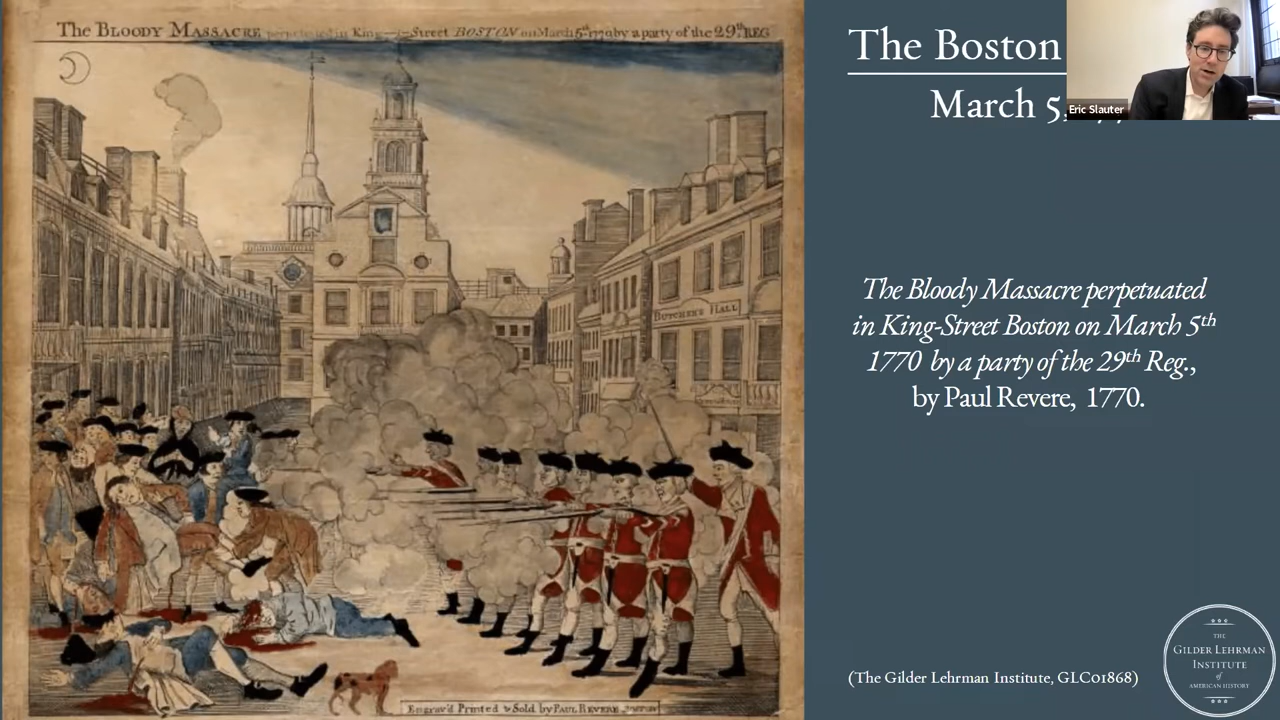 The BLOODY MASSACRE perpetrated in King Street BOSTON on March 5th 1770 by a party of the 29th REG
BUTCHER'S HALL
Engrav'd Printed & Sold by PAUL REVERE BOSTON
The Boston
March 5,
Eric Slauter
The Bloody Massacre perpetuated
in King-Street Boston on March 5th
1770 by a party of the 29th Reg.,
by Paul Revere, 1770.
(The Gilder Lehrman Institute, GLC01868)
THE
GILDER LEHRMAN
INSTITUTE
of
AMERICAN HISTORY